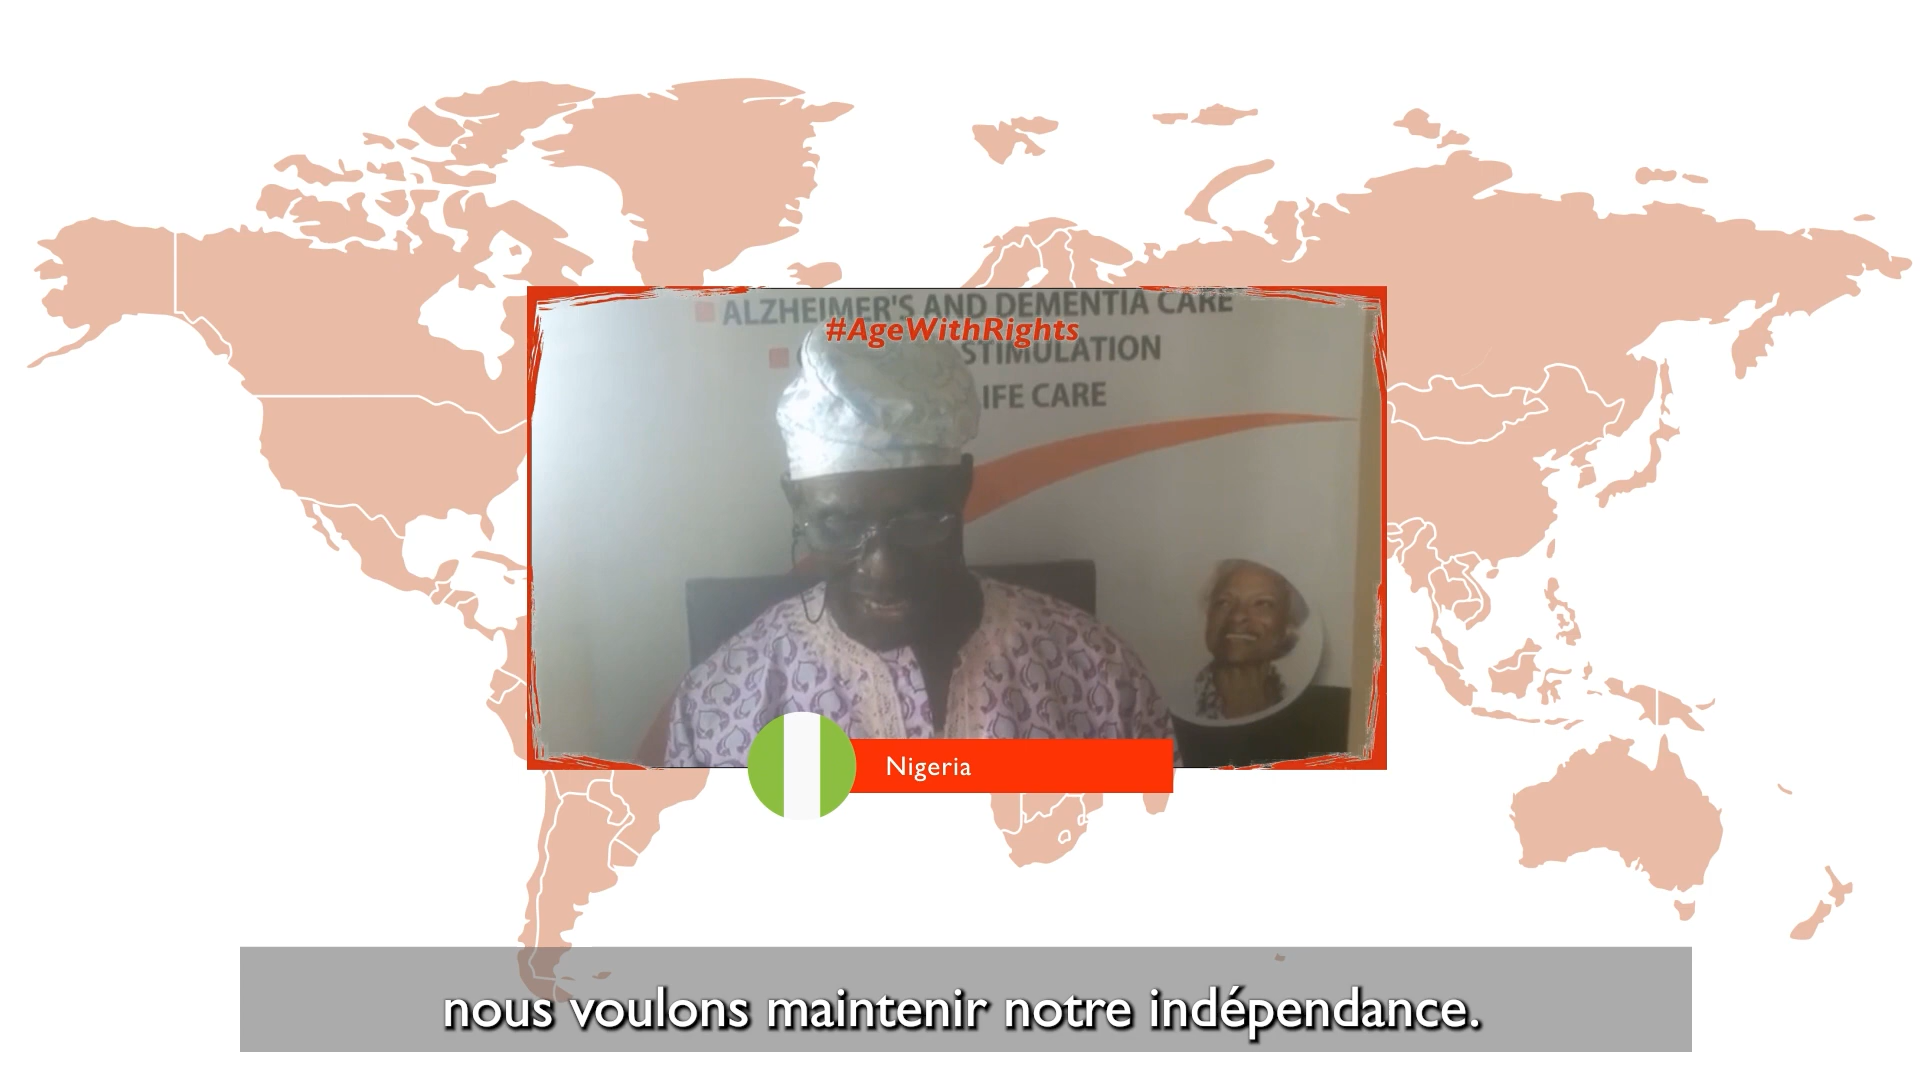 ALZHEIMER'S AND DEMENTIA CARE
#AgeWithRights
STIMULATION
IFE CARE
Nigeria
nous voulons maintenir notre indépendance.